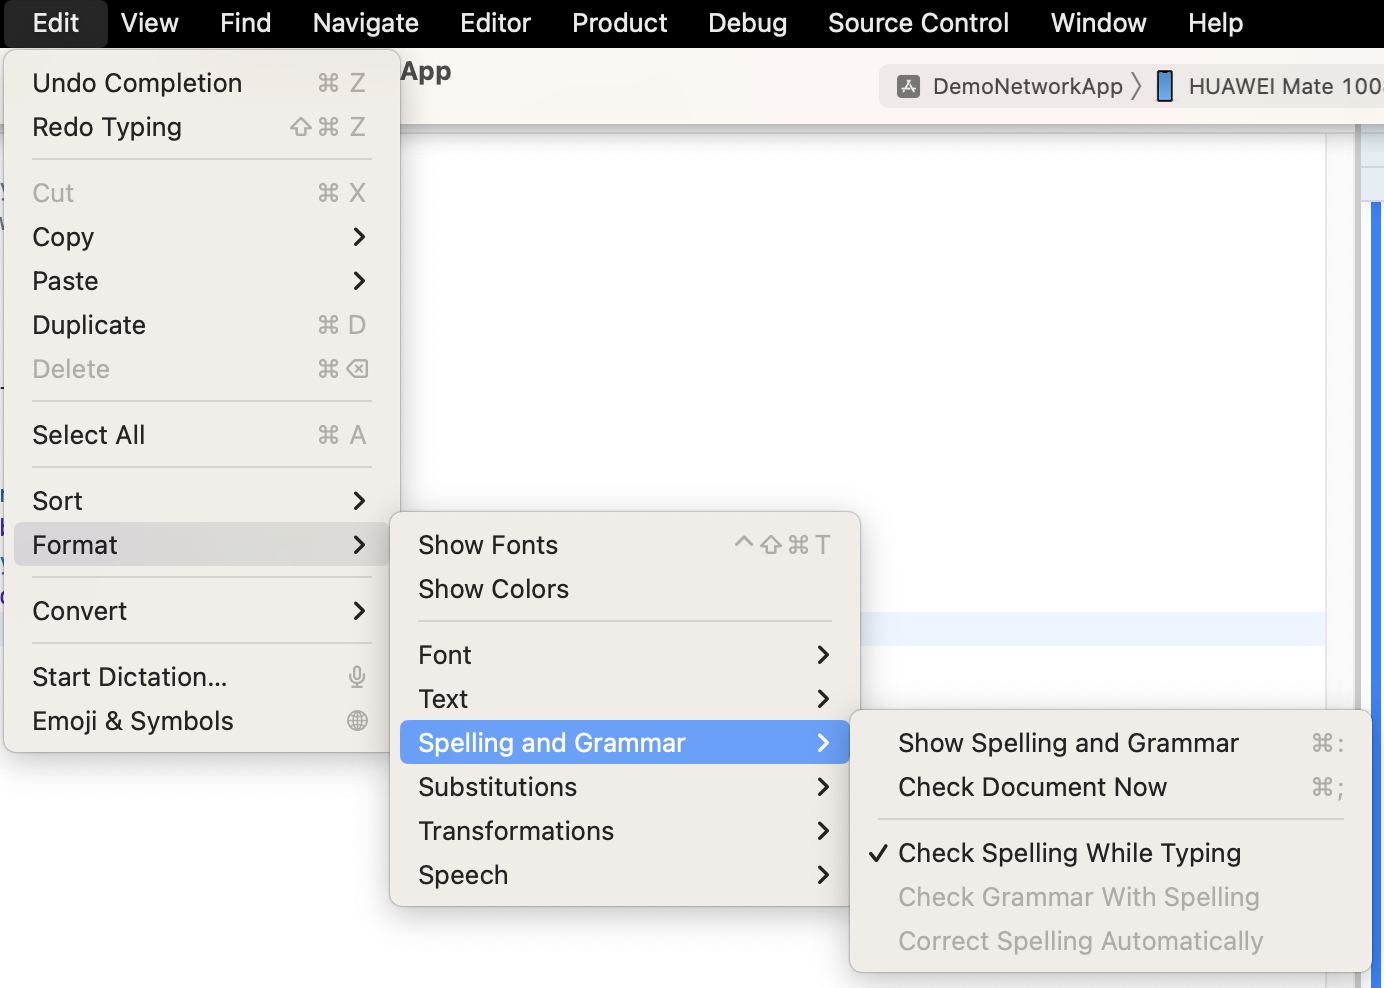 Edit View Find Navigate Editor Product Debug Source Control Window Help
App
DemoNetworkApp HUAWEI Mate 100
Undo Completion ⌘ Z
Redo Typing ⇧ ⌘ Z
Cut ⌘ X
Copy
Paste
Duplicate ⌘ D
Delete ⌘ ⌫
Select All ⌘ A
Sort
Format
Convert
Start Dictation...
Emoji & Symbols
Show Fonts ^ ⇧ ⌘ T
Show Colors
Font
Text
Spelling and Grammar
Substitutions
Transformations
Speech
Show Spelling and Grammar ⌘ :
Check Document Now ⌘ ;
✓ Check Spelling While Typing
Check Grammar With Spelling
Correct Spelling Automatically